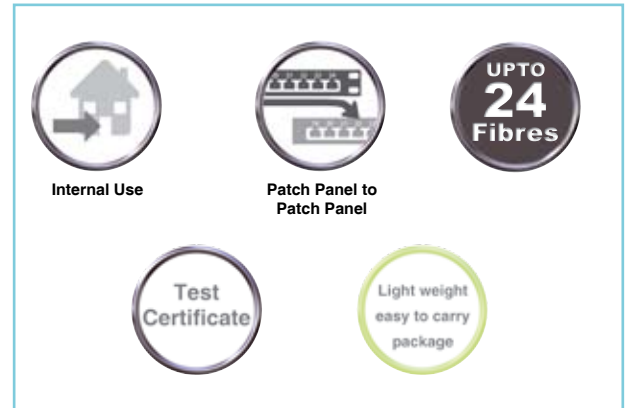 UPTO
24
Fibres
Internal Use
Patch Panel to
Patch Panel
Test
Certificate
Light weight
easy to carry
package